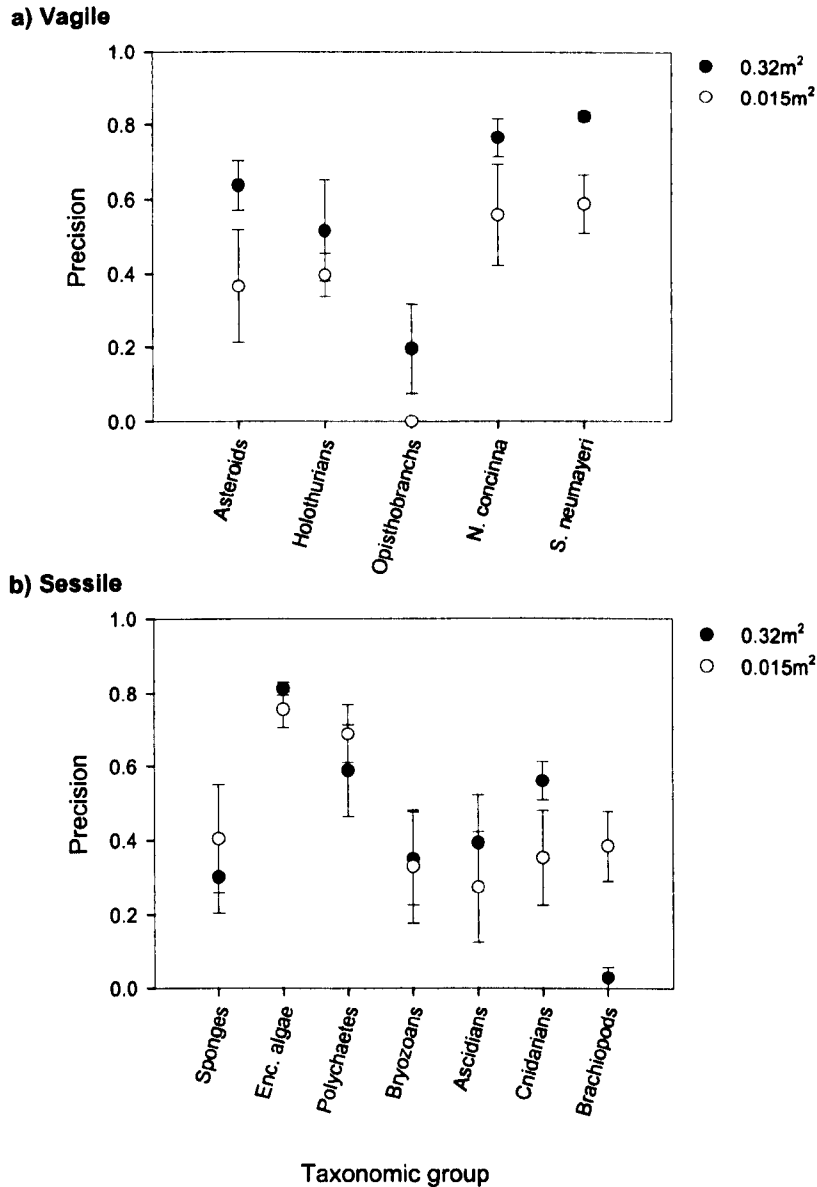 a) Vagile
1.0
0.8
0.6
0.4
0.2
0.0
Precision
0.32m²
0.015m²
Asteroids
Holothurians
Opisthobranchs
N. concinna
S. neumayeri
b) Sessile
1.0
0.8
0.6
0.4
0.2
0.0
Precision
0.32m²
0.015m²
Sponges
Enc. algae
Polychaetes
Bryozoans
Ascidians
Cnidarians
Brachiopods
Taxonomic group